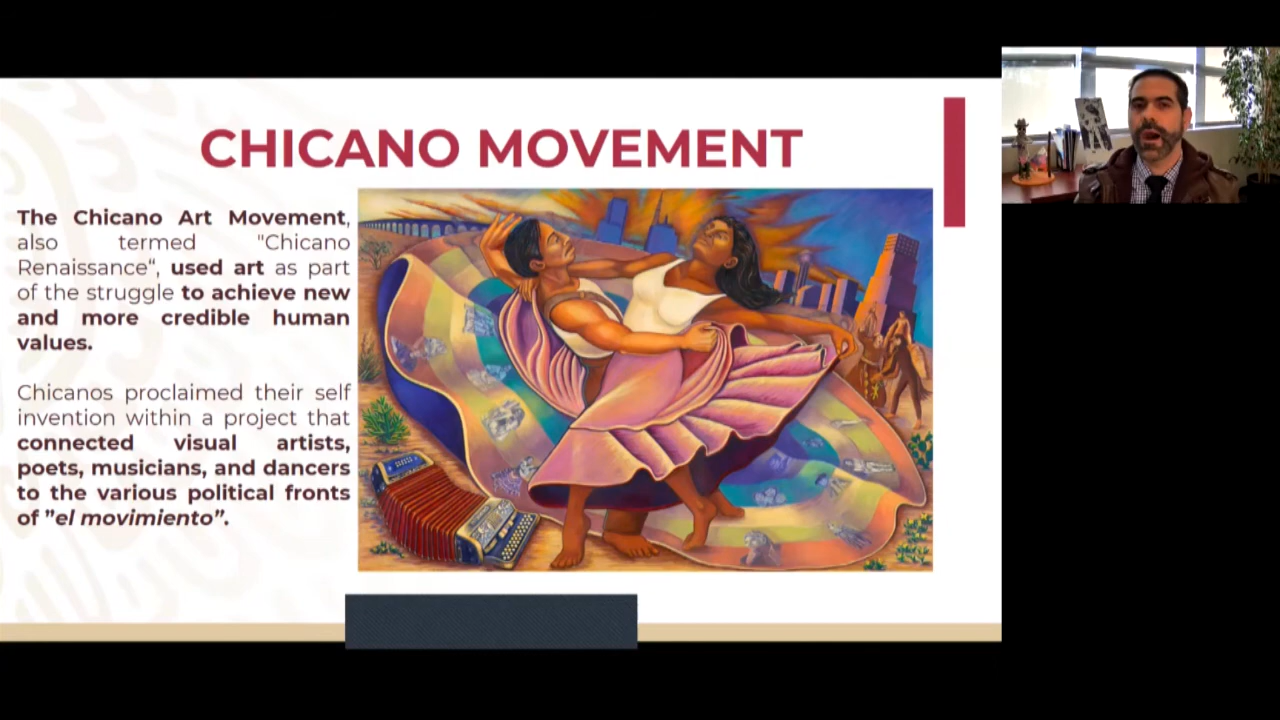 CHICANO MOVEMENT
The Chicano Art Movement,
also termed "Chicano
Renaissance“, used art as part
of the struggle to achieve new
and more credible human
values.
Chicanos proclaimed their self
invention within a project that
connected visual artists,
poets, musicians, and dancers
to the various political fronts
of ”el movimiento”.